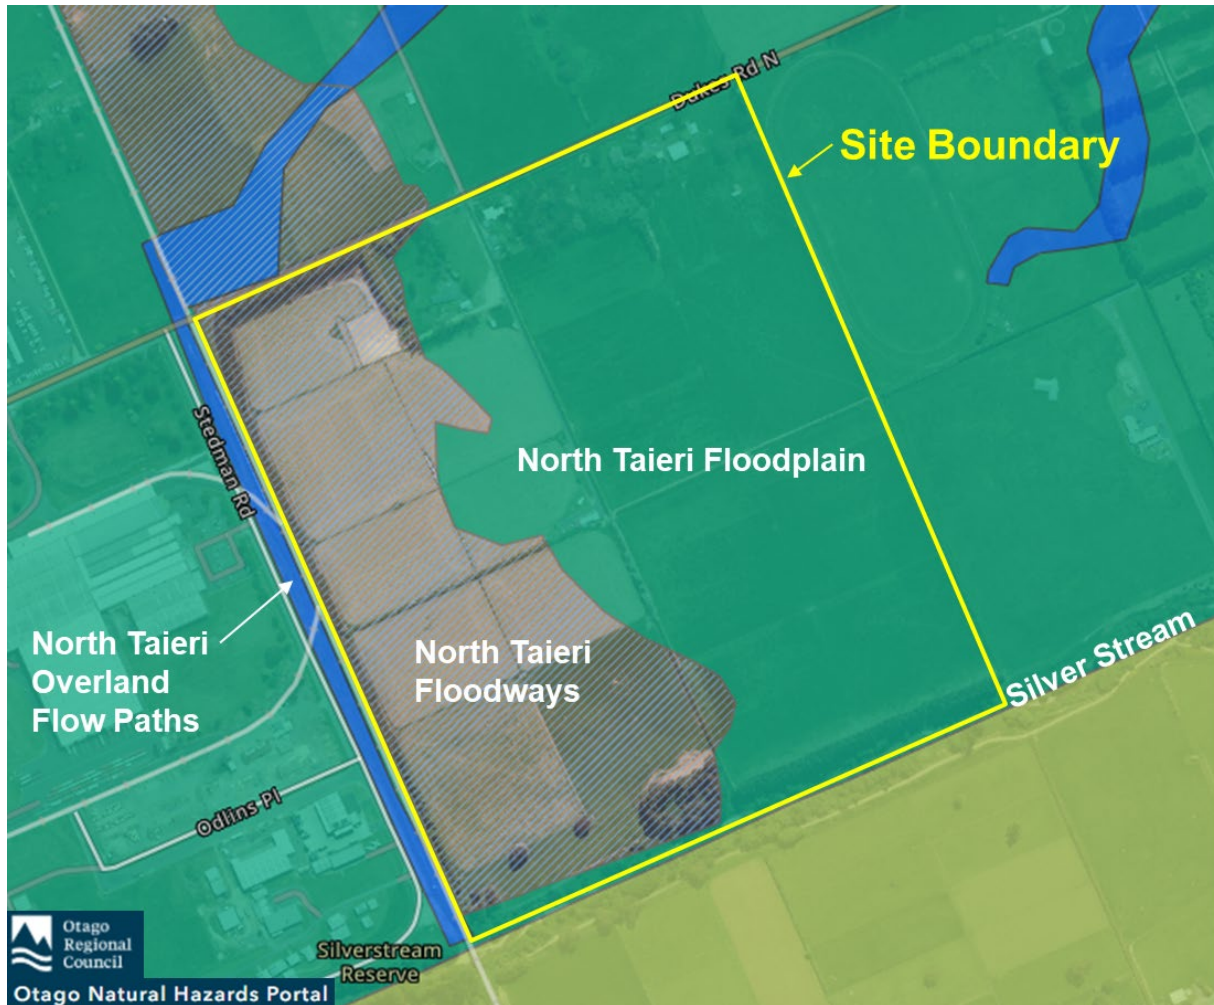 Dukes Rd N
Site Boundary
Stedman Rd
North Taieri Floodplain
North Taieri
Overland
Flow Paths
North Taieri
Floodways
Silver Stream
Odlins Pl
Silverstream
Reserve
Otago
Regional
Council
Otago Natural Hazards Portal